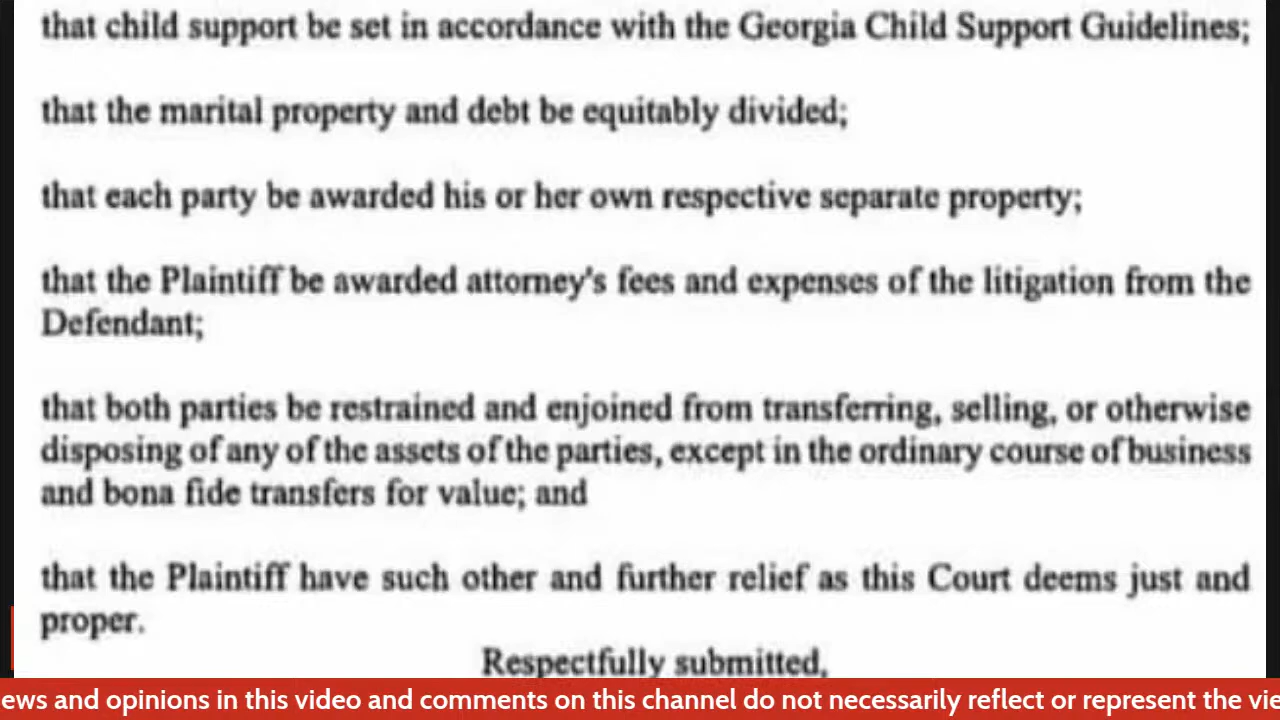 that child support be set in accordance with the Georgia Child Support Guidelines;
that the marital property and debt be equitably divided;
that each party be awarded his or her own respective separate property;
that the Plaintiff be awarded attorney's fees and expenses of the litigation from the
Defendant;
that both parties be restrained and enjoined from transferring, selling, or otherwise
disposing of any of the assets of the parties, except in the ordinary course of business
and bona fide transfers for value; and
that the Plaintiff have such other and further relief as this Court deems just and
proper.
Respectfully submitted,
ews and opinions in this video and comments on this channel do not necessarily reflect or represent the vie